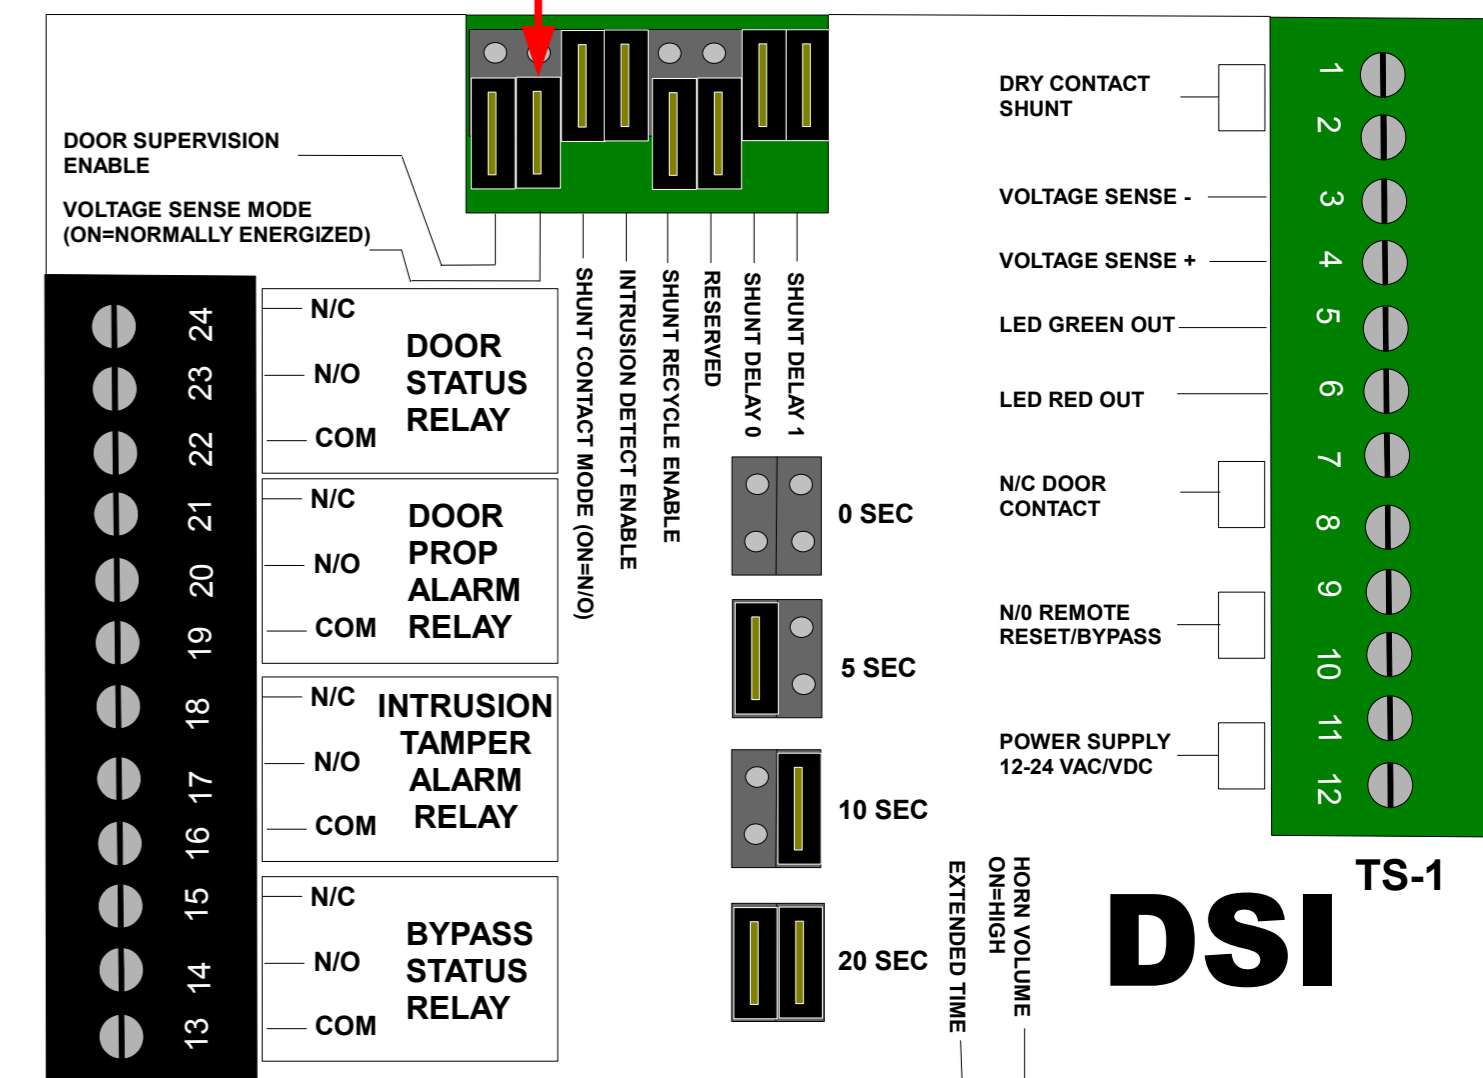 DOOR SUPERVISION
ENABLE
VOLTAGE SENSE MODE
(ON=NORMALLY ENERGIZED)
24
23
22
21
20
19
18
17
16
15
14
13
N/C
N/O
COM
DOOR
STATUS
RELAY
N/C
N/O
COM
DOOR
PROP
ALARM
RELAY
N/C
N/O
COM
INTRUSION
TAMPER
ALARM
RELAY
N/C
N/O
COM
BYPASS
STATUS
RELAY
SHUNT CONTACT MODE (ON=N/O)
INTRUSION DETECT ENABLE
SHUNT RECYCLE ENABLE
RESERVED
SHUNT DELAY 0
SHUNT DELAY 1
0 SEC
5 SEC
10 SEC
20 SEC
EXTENDED TIME
HORN VOLUME
ON=HIGH
DRY CONTACT
SHUNT
VOLTAGE SENSE -
VOLTAGE SENSE +
LED GREEN OUT
LED RED OUT
N/C DOOR
CONTACT
N/0 REMOTE
RESET/BYPASS
POWER SUPPLY
12-24 VAC/VDC
1
2
3
4
5
6
7
8
9
10
11
12
TS-1
DSI